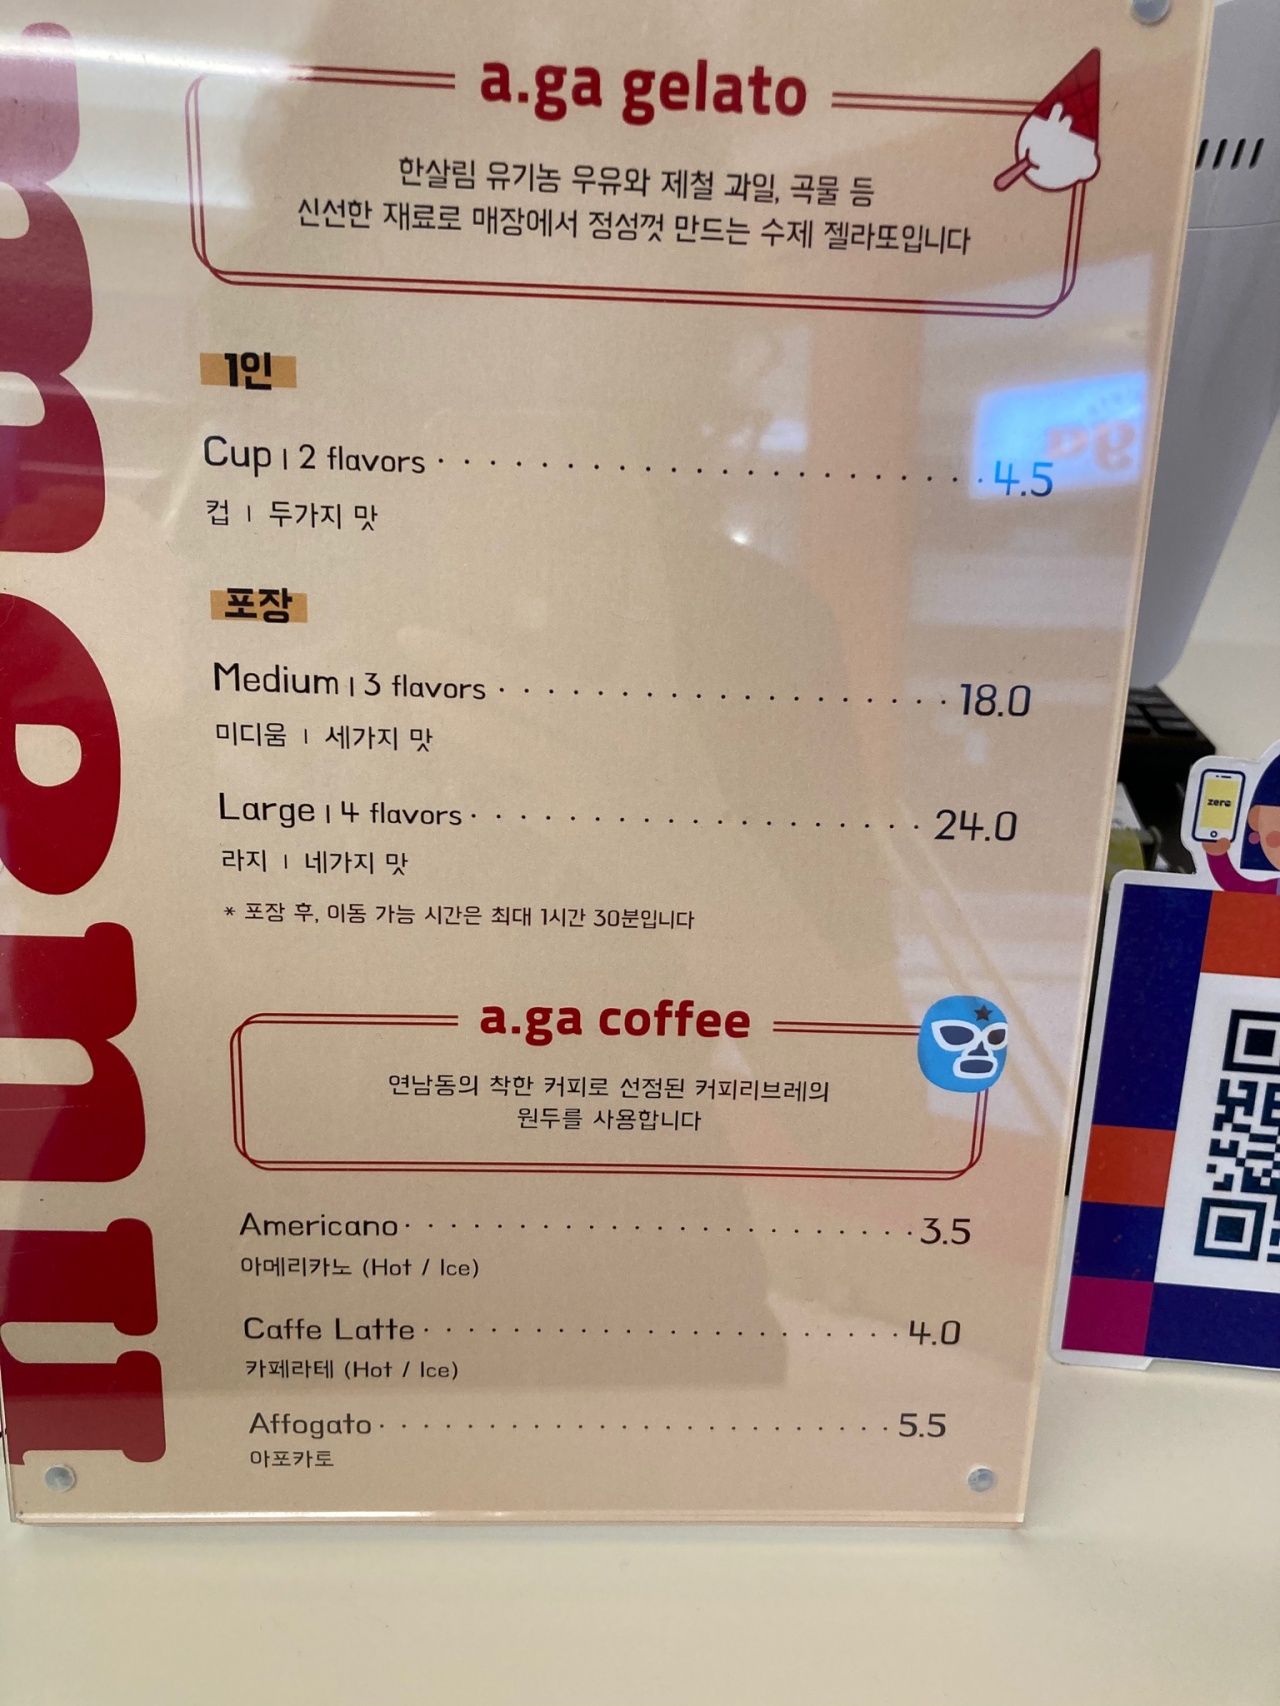 menu
a.ga gelato
한살림 유기농 우유와 제철 과일, 곡물 등
신선한 재료로 매장에서 정성껏 만드는 수제 젤라또입니다
1인
Cup | 2 flavors 4.5
컵 | 두가지 맛
포장
Medium | 3 flavors 18.0
미디움 | 세가지 맛
Large | 4 flavors 24.0
라지 | 네가지 맛
* 포장 후, 이동 가능 시간은 최대 1시간 30분입니다
a.ga coffee
연남동의 착한 커피로 선정된 커피리브레의
원두를 사용합니다
Americano 3.5
아메리카노 (Hot / Ice)
Caffe Latte 4.0
카페라테 (Hot / Ice)
Affogato 5.5
아포카토
zero